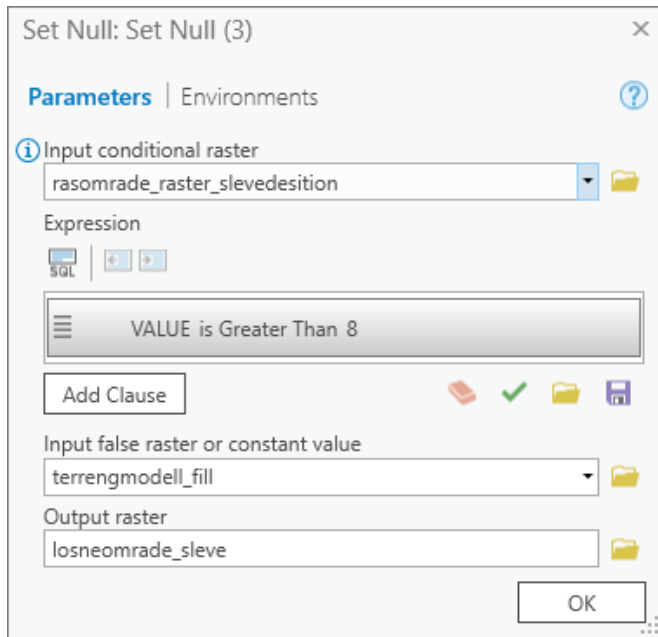 Set Null: Set Null (3)
Parameters | Environments
Input conditional raster
rasomrade_raster_slevedesition
Expression
SQL
VALUE is Greater Than 8
Add Clause
Input false raster or constant value
terrengmodell_fill
Output raster
losneomrade_sleve
OK